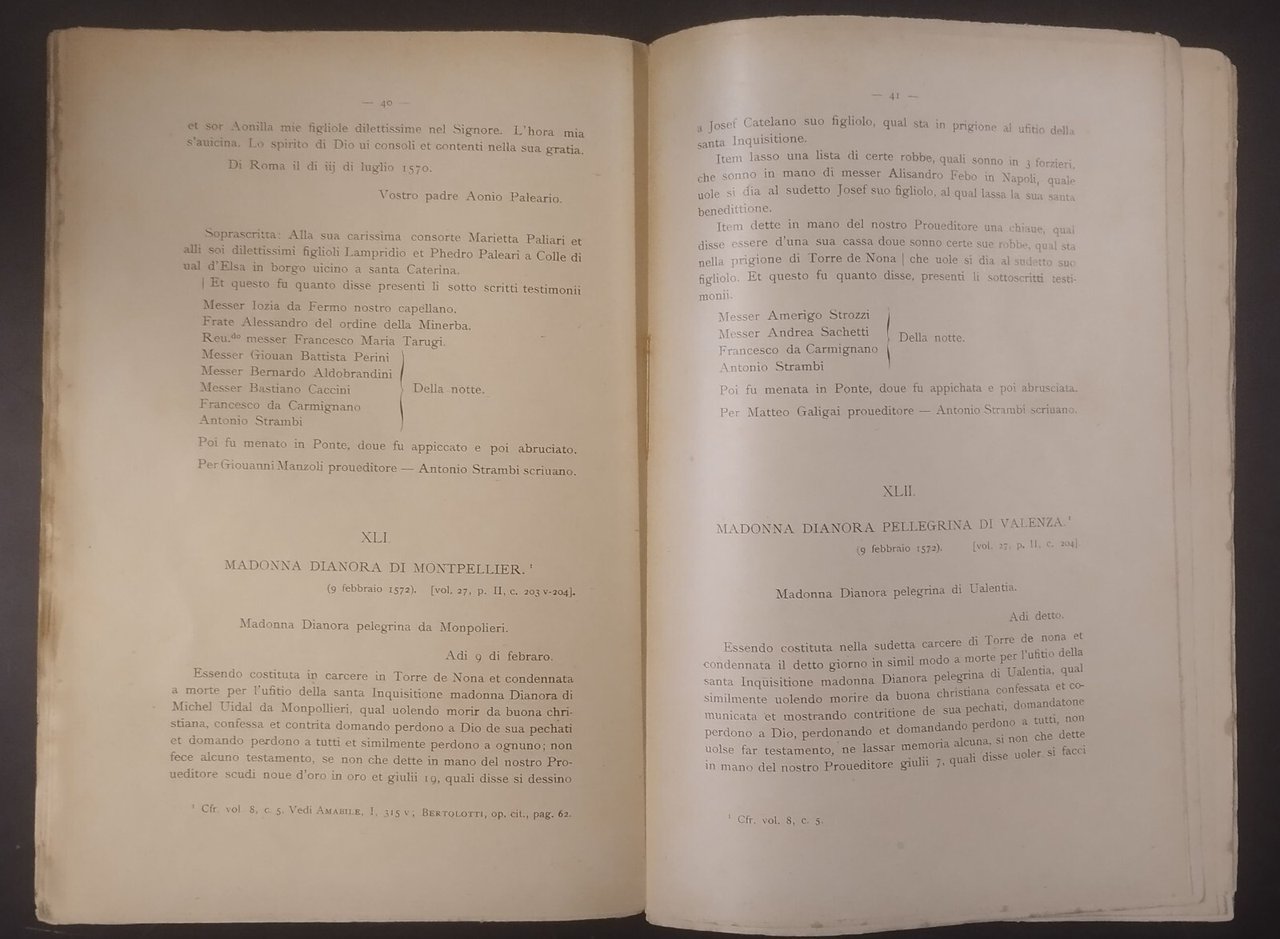 — 40 —
et sor Aonilla mie figliole dilettissime nel Signore. L'hora mia
s'auicina. Lo spirito di Dio ui consoli et contenti nella sua gratia.
Di Roma il di iij di luglio 1570.
Vostro padre Aonio Paleario.
Soprascritta: Alla sua carissima consorte Marietta Paliari et
alli soi dilettissimi figlioli Lampridio et Phedro Paleari a Colle di
ual d'Elsa in borgo uicino a santa Caterina.
| Et questo fu quanto disse presenti li sotto scritti testimonii
Messer Iozia da Fermo nostro capellano.
Frate Alessandro del ordine della Minerba.
Reu.do messer Francesco Maria Tarugi.
Messer Giouan Battista Perini
Messer Bernardo Aldobrandini
Messer Bastiano Caccini
Francesco da Carmignano
Antonio Strambi
Della notte.
Poi fu menato in Ponte, doue fu appiccato e poi abruciato.
Per Giouanni Manzoli proueditore — Antonio Strambi scriuano.
XLI.
MADONNA DIANORA DI MONTPELLIER. 1
(9 febbraio 1572). [vol. 27, p. II, c. 203 v-204].
Madonna Dianora pelegrina da Monpolieri.
Adi 9 di febraro.
Essendo costituta in carcere in Torre de Nona et condennata
a morte per l'ufitio della santa Inquisitione madonna Dianora di
Michel Uidal da Monpollieri, qual uolendo morir da buona chri-
stiana, confessa et contrita domando perdono a Dio de sua pechati
et domando perdono a tutti et similmente perdono a ognuno; non
fece alcuno testamento, se non che dette in mano del nostro Pro-
ueditore scudi noue d'oro in oro et giulii 19, quali disse si dessino
1 Cfr. vol. 8, c. 5. Vedi AMABILE, I, 315 v; BERTOLOTTI, op. cit., pag. 62.
— 41 —
a Josef Catelano suo figliolo, qual sta in prigione al ufitio della
santa Inquisitione.
Item lasso una lista di certe robbe, quali sonno in 3 forzieri,
che sonno in mano di messer Alisandro Febo in Napoli, quale
uole si dia al sudetto Josef suo figliolo, al qual lassa la sua santa
benedittione.
Item dette in mano del nostro Proueditore una chiaue, qual
disse essere d'una sua cassa doue sonno certe sue robbe, qual sta
nella prigione di Torre de Nona | che uole si dia al sudetto suo
figliolo. Et questo fu quanto disse, presenti li sottoscritti testi-
monii.
Messer Amerigo Strozzi
Messer Andrea Sachetti
Francesco da Carmignano
Antonio Strambi
Della notte.
Poi fu menata in Ponte, doue fu appichata e poi abrusciata.
Per Matteo Galigai proueditore — Antonio Strambi scriuano.
XLII.
MADONNA DIANORA PELLEGRINA DI VALENZA. 1
(9 febbraio 1572). [vol. 27, p. II, c. 204].
Madonna Dianora pelegrina di Ualentia.
Adi detto.
Essendo costituta nella sudetta carcere di Torre de nona et
condennata il detto giorno in simil modo a morte per l'ufitio della
santa Inquisitione madonna Dianora pelegrina di Ualentia, qual
similmente uolendo morire da buona christiana confessata et co-
municata et mostrando contritione de sua pechati, domandatone
perdono a Dio, perdonando et domandando perdono a tutti, non
uolse far testamento, ne lassar memoria alcuna, si non che dette
in mano del nostro Proueditore giulii 7, quali disse uoler si facci
1 Cfr. vol. 8, c. 5.